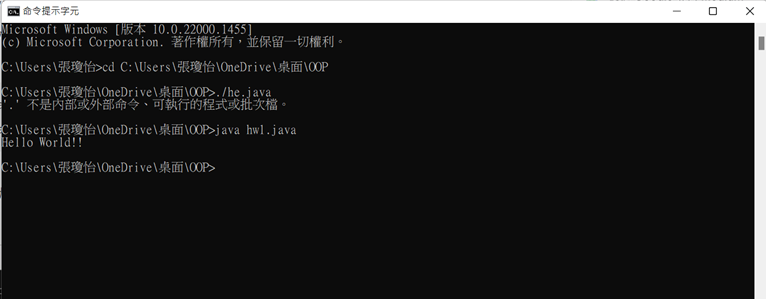 命令提示字元
Microsoft Windows [版本 10.0.22000.1455]
(c) Microsoft Corporation. 著作權所有，並保留一切權利。
C:\Users\張瓊怡>cd C:\Users\張瓊怡\OneDrive\桌面\OOP
C:\Users\張瓊怡\OneDrive\桌面\OOP>./he.java
'.' 不是內部或外部命令、可執行的程式或批次檔。
C:\Users\張瓊怡\OneDrive\桌面\OOP>java hw1.java
Hello World!!
C:\Users\張瓊怡\OneDrive\桌面\OOP>